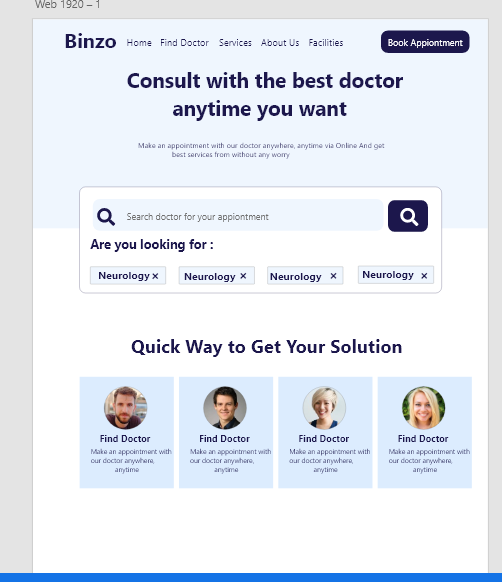 Web 1920 – 1
Binzo Home Find Doctor Services About Us Facilities Book Appiontment
Consult with the best doctor
anytime you want
Make an appointment with our doctor anywhere, anytime via Online And get
best services from without any worry
Search doctor for your appiontment
Are you looking for :
Neurology × Neurology × Neurology × Neurology ×
Quick Way to Get Your Solution
Find Doctor Find Doctor Find Doctor Find Doctor
Make an appointment with Make an appointment with Make an appointment with Make an appointment with
our doctor anywhere, our doctor anywhere, our doctor anywhere, our doctor anywhere,
anytime anytime anytime anytime